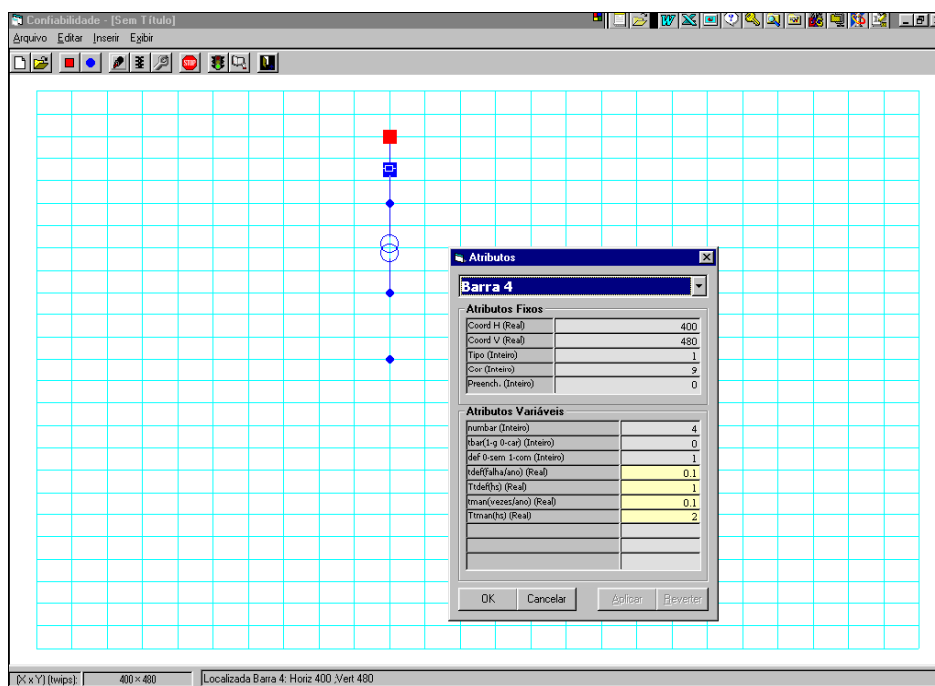 Confiabilidade - [Sem Título]
Arquivo Editar Inserir Exibir
STOP
Atributos
Barra 4
Atributos Fixos
Coord H (Real) 400
Coord V (Real) 480
Tipo (Inteiro) 1
Cor (Inteiro) 9
Preench. (Inteiro) 0
Atributos Variáveis
numbar (Inteiro) 4
tbar(1-g 0-car) (Inteiro) 0
def 0-sem 1-com (Inteiro) 1
tdef(falha/ano) (Real) 0.1
Ttdef(hs) (Real) 1
tman(vezes/ano) (Real) 0.1
Ttman(hs) (Real) 2
OK Cancelar Aplicar Reverter
(X x Y) (twips): 400 × 480 Localizada Barra 4: Horiz 400 ;Vert 480